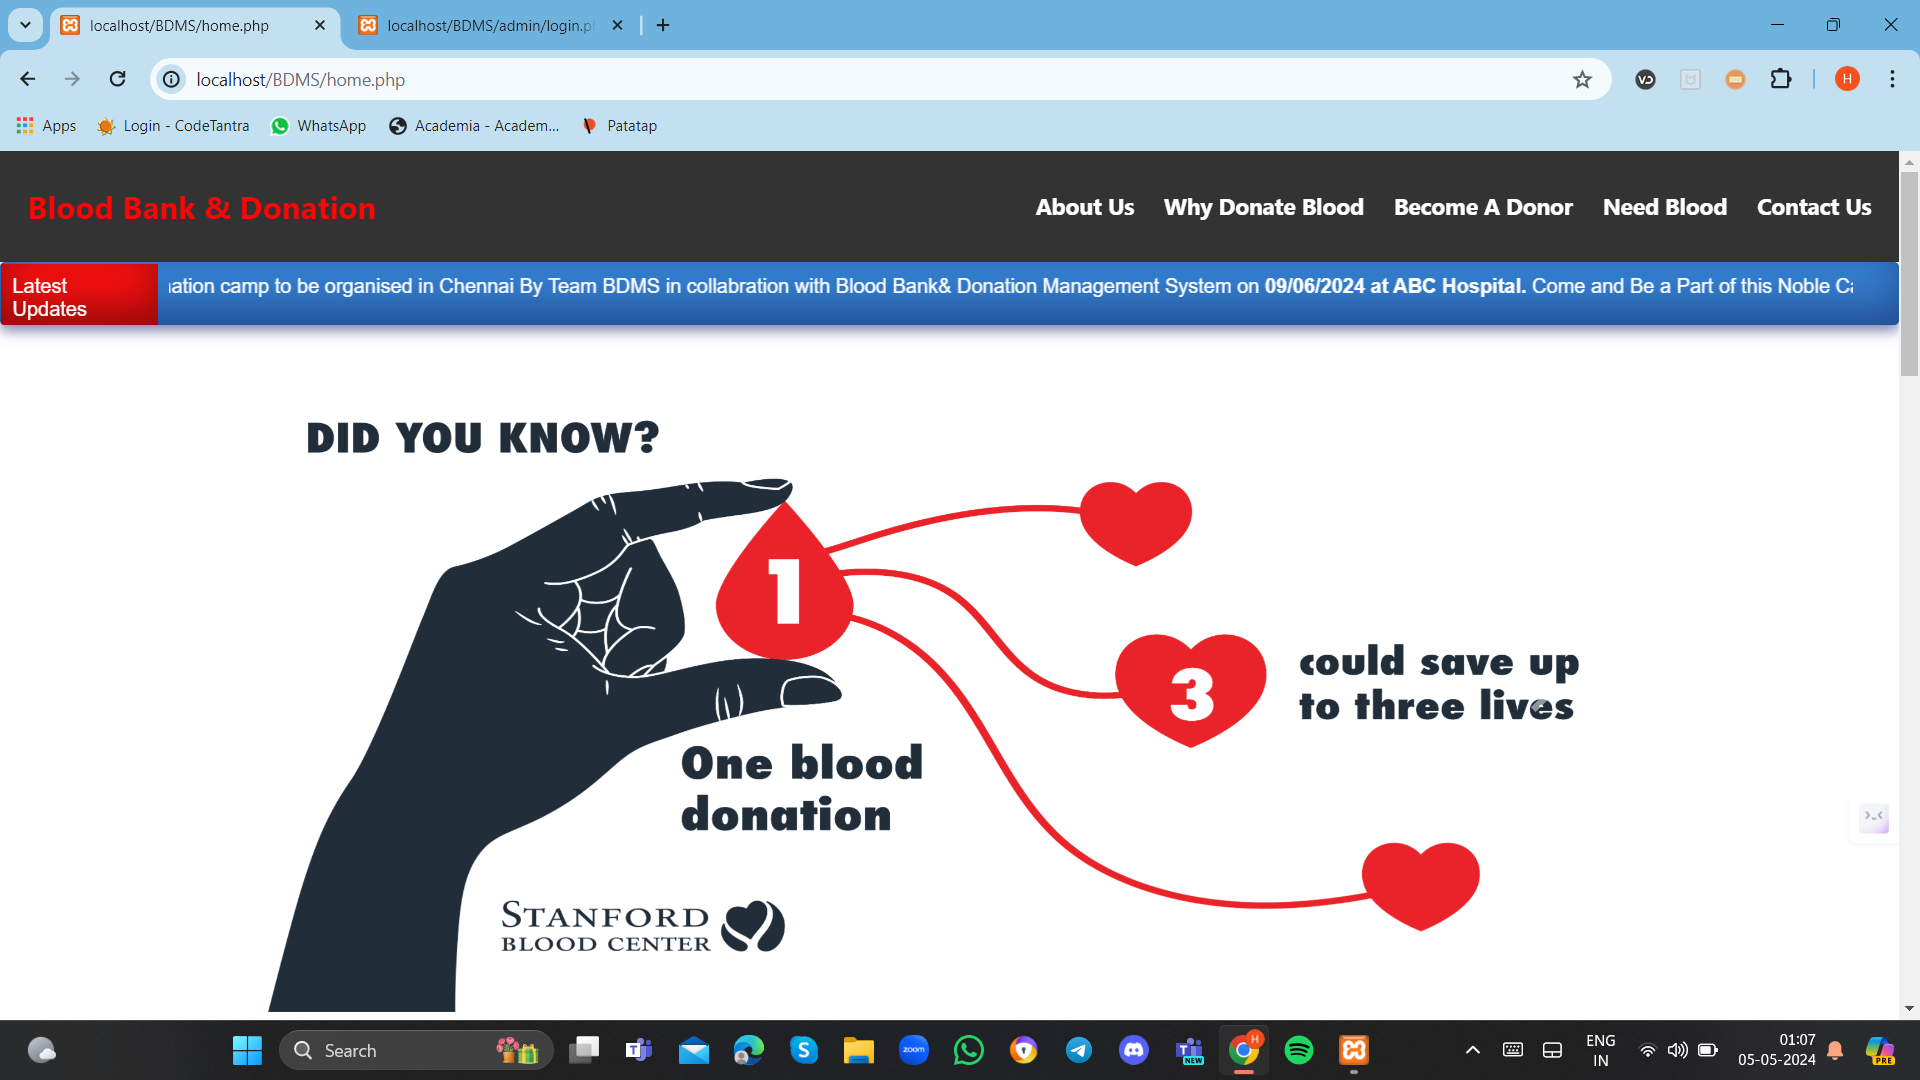 localhost/BDMS/home.php
localhost/BDMS/admin/login.p
localhost/BDMS/home.php
H
Apps
Login - CodeTantra
WhatsApp
Academia - Academ...
Patatap
Blood Bank & Donation
About Us
Why Donate Blood
Become A Donor
Need Blood
Contact Us
Latest
Updates
ation camp to be organised in Chennai By Team BDMS in collabration with Blood Bank& Donation Management System on 09/06/2024 at ABC Hospital. Come and Be a Part of this Noble Ca
DID YOU KNOW?
1
3
could save up
to three lives
One blood
donation
STANFORD
BLOOD CENTER
Search
zoom
NEW
H
ENG
IN
01:07
05-05-2024
PRE